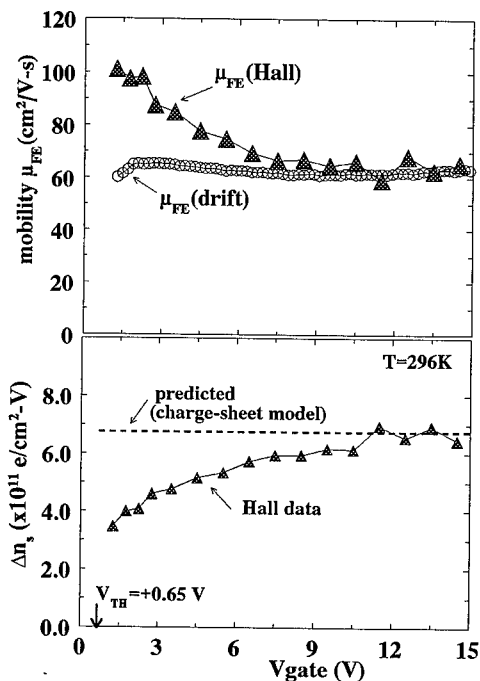 120
100
80
60
40
20
0
mobility μFE (cm²/V-s)
μFE(Hall)
μFE(drift)
T=296K
8.0
6.0
4.0
2.0
0.0
Δns (x10¹¹ e/cm²-V)
predicted
(charge-sheet model)
Hall data
VTH=+0.65 V
0 3 6 9 12 15
Vgate (V)